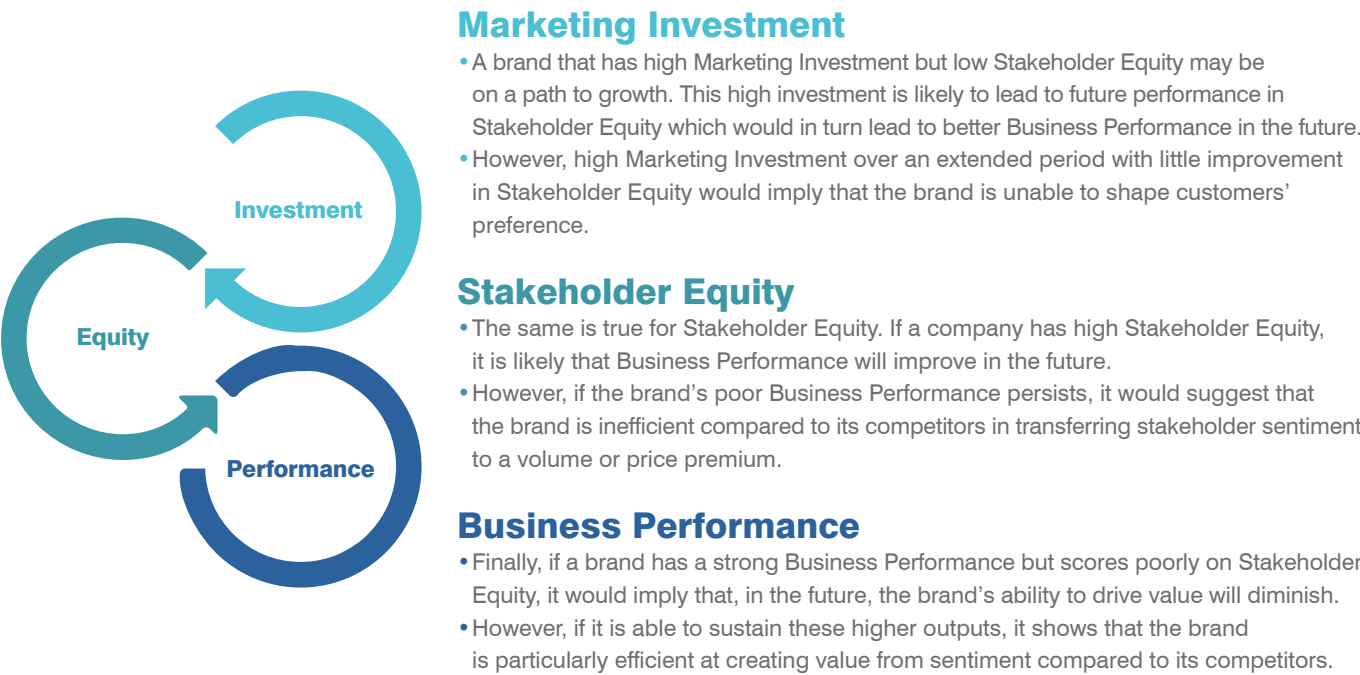 Marketing Investment
•A brand that has high Marketing Investment but low Stakeholder Equity may be
on a path to growth. This high investment is likely to lead to future performance in
Stakeholder Equity which would in turn lead to better Business Performance in the future.
•However, high Marketing Investment over an extended period with little improvement
in Stakeholder Equity would imply that the brand is unable to shape customers’
preference.
Investment
Stakeholder Equity
•The same is true for Stakeholder Equity. If a company has high Stakeholder Equity,
it is likely that Business Performance will improve in the future.
•However, if the brand’s poor Business Performance persists, it would suggest that
the brand is inefficient compared to its competitors in transferring stakeholder sentiment
to a volume or price premium.
Equity
Performance
Business Performance
•Finally, if a brand has a strong Business Performance but scores poorly on Stakeholder
Equity, it would imply that, in the future, the brand’s ability to drive value will diminish.
•However, if it is able to sustain these higher outputs, it shows that the brand
is particularly efficient at creating value from sentiment compared to its competitors.